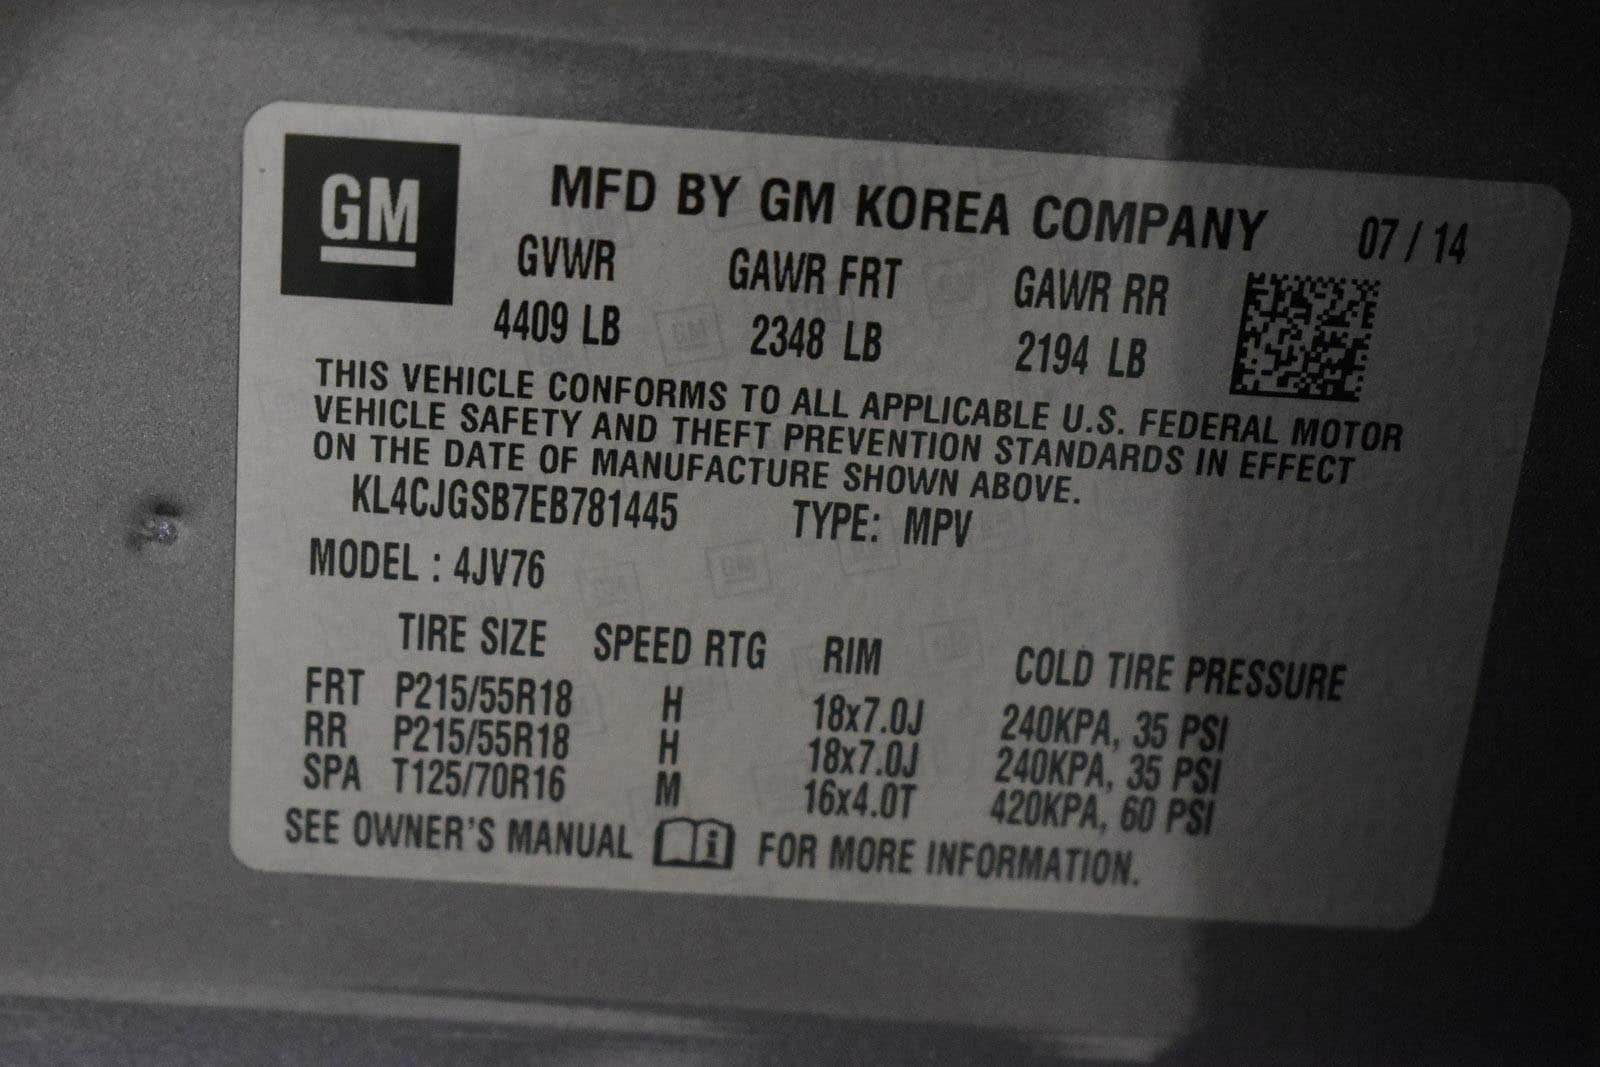 GM
MFD BY GM KOREA COMPANY 07 / 14
GVWR GAWR FRT GAWR RR
4409 LB 2348 LB 2194 LB
THIS VEHICLE CONFORMS TO ALL APPLICABLE U.S. FEDERAL MOTOR
VEHICLE SAFETY AND THEFT PREVENTION STANDARDS IN EFFECT
ON THE DATE OF MANUFACTURE SHOWN ABOVE.
KL4CJGSB7EB781445 TYPE: MPV
MODEL : 4JV76
TIRE SIZE SPEED RTG RIM COLD TIRE PRESSURE
FRT P215/55R18 H 18x7.0J 240KPA, 35 PSI
RR P215/55R18 H 18x7.0J 240KPA, 35 PSI
SPA T125/70R16 M 16x4.0T 420KPA, 60 PSI
SEE OWNER'S MANUAL i FOR MORE INFORMATION.